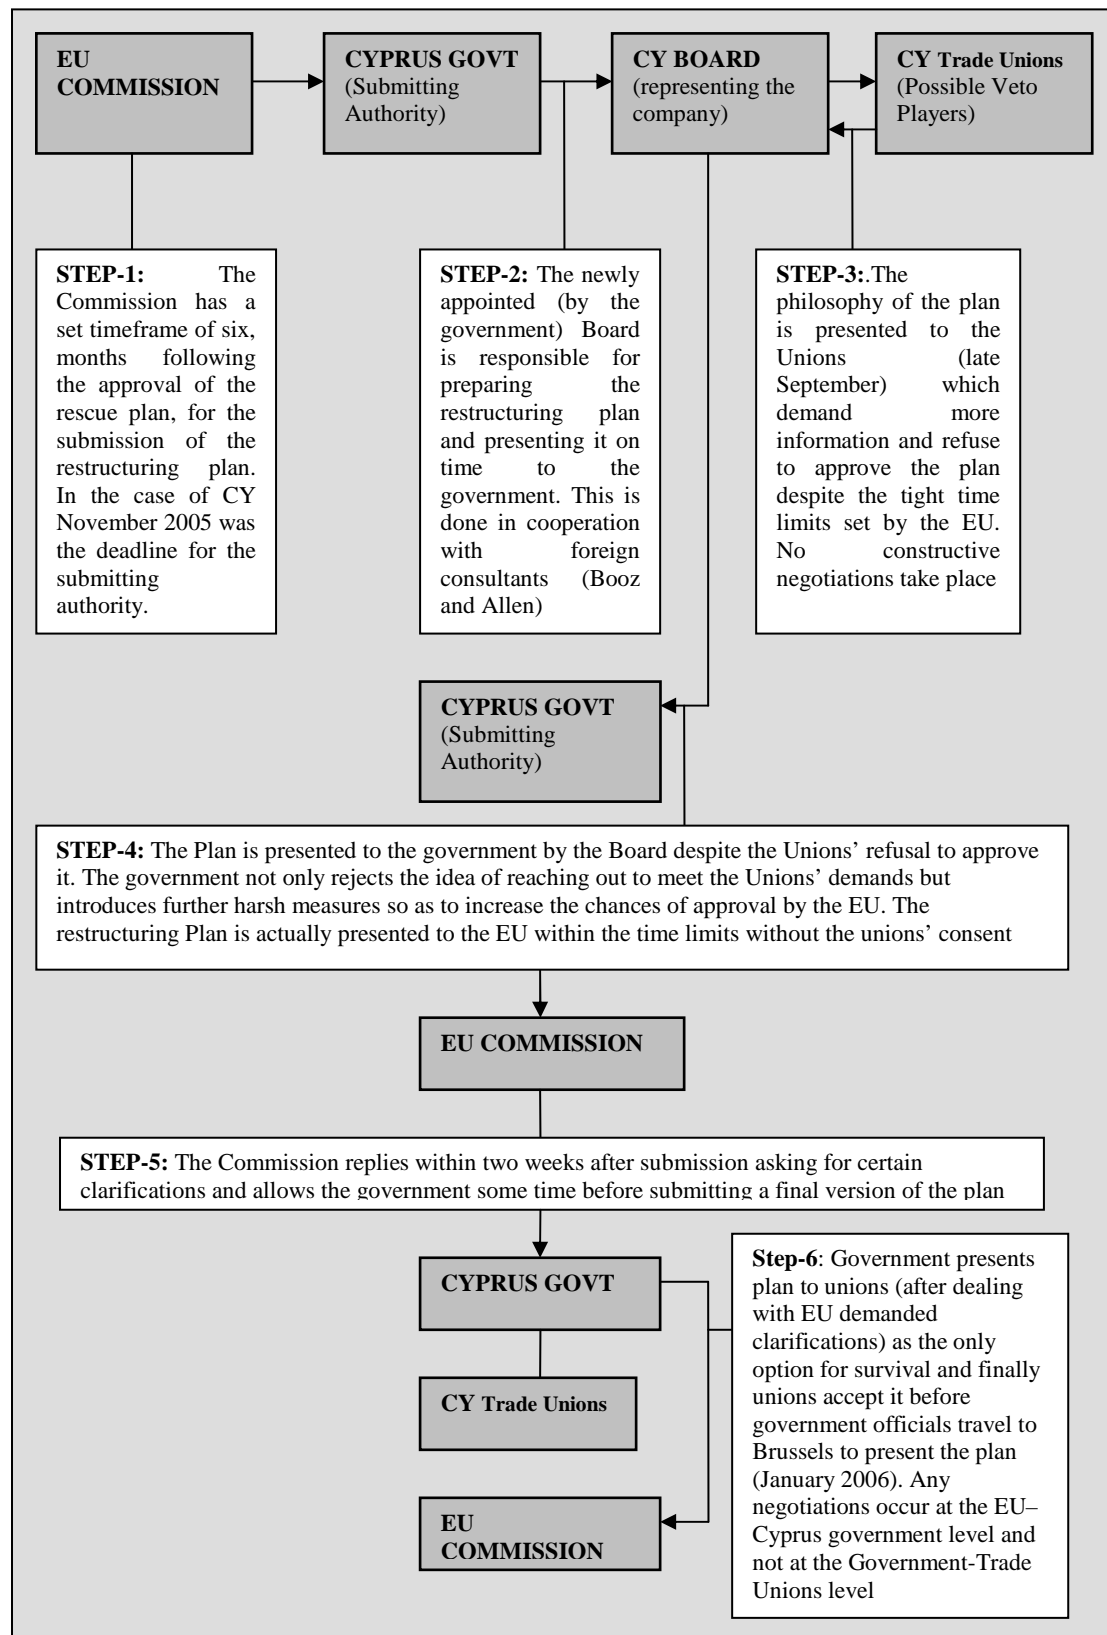 EU
COMMISSION
CYPRUS GOVT
(Submitting
Authority)
CY BOARD
(representing the
company)
CY Trade Unions
(Possible Veto
Players)
STEP-1: The
Commission has a
set timeframe of six,
months following
the approval of the
rescue plan, for the
submission of the
restructuring plan.
In the case of CY
November 2005 was
the deadline for the
submitting
authority.
STEP-2: The newly
appointed (by the
government) Board
is responsible for
preparing the
restructuring plan
and presenting it on
time to the
government. This is
done in cooperation
with foreign
consultants (Booz
and Allen)
STEP-3:.The
philosophy of the plan
is presented to the
Unions (late
September) which
demand more
information and refuse
to approve the plan
despite the tight time
limits set by the EU.
No constructive
negotiations take place
CYPRUS GOVT
(Submitting
Authority)
STEP-4: The Plan is presented to the government by the Board despite the Unions’ refusal to approve
it. The government not only rejects the idea of reaching out to meet the Unions’ demands but
introduces further harsh measures so as to increase the chances of approval by the EU. The
restructuring Plan is actually presented to the EU within the time limits without the unions’ consent
EU COMMISSION
STEP-5: The Commission replies within two weeks after submission asking for certain
clarifications and allows the government some time before submitting a final version of the plan
CYPRUS GOVT
CY Trade Unions
EU
COMMISSION
Step-6: Government presents
plan to unions (after dealing
with EU demanded
clarifications) as the only
option for survival and finally
unions accept it before
government officials travel to
Brussels to present the plan
(January 2006). Any
negotiations occur at the EU–
Cyprus government level and
not at the Government-Trade
Unions level